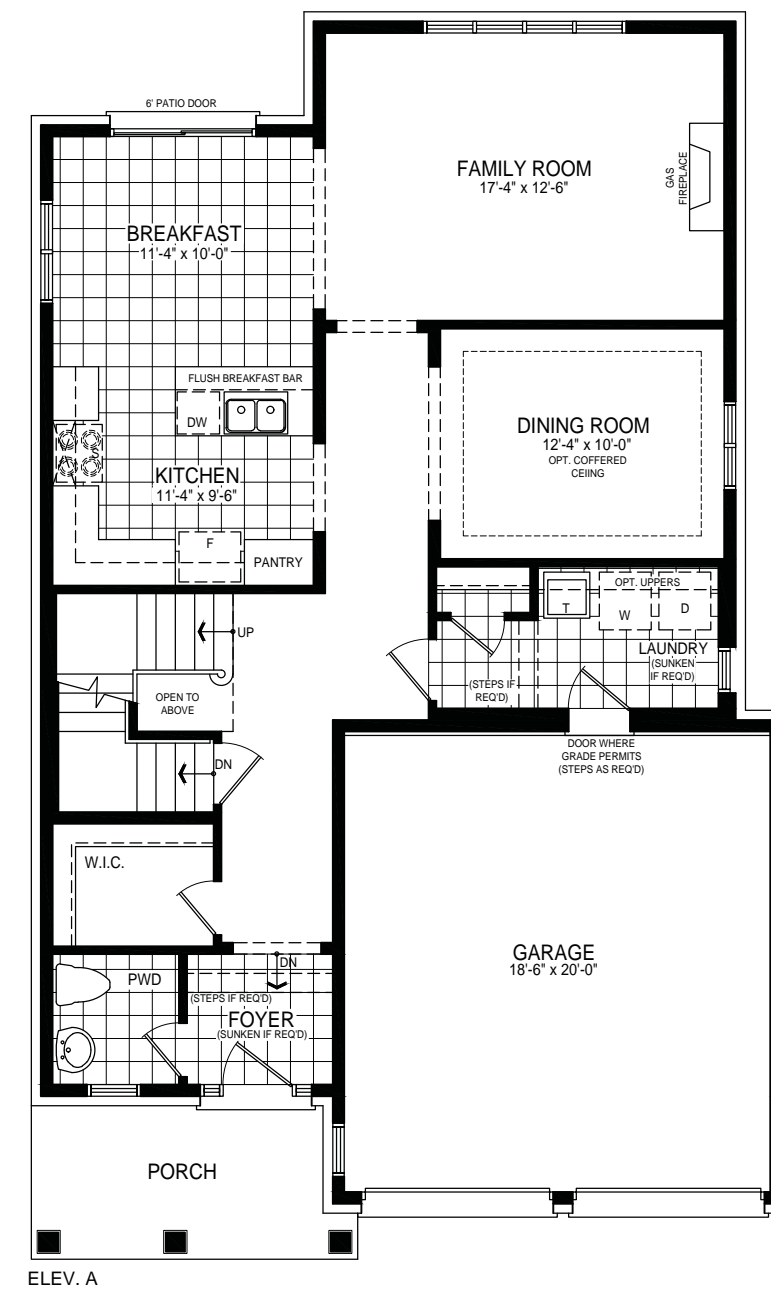 6' PATIO DOOR
FAMILY ROOM
17'-4" x 12'-6"
GAS
FIREPLACE
BREAKFAST
11'-4" x 10'-0"
FLUSH BREAKFAST BAR
DW
DINING ROOM
12'-4" x 10'-0"
OPT. COFFERED
CEIING
KITCHEN
11'-4" x 9'-6"
F
PANTRY
OPT. UPPERS
T
W
D
UP
LAUNDRY
(SUNKEN
IF REQ'D)
(STEPS IF
REQ'D)
OPEN TO
ABOVE
DN
DOOR WHERE
GRADE PERMITS
(STEPS AS REQ'D)
W.I.C.
GARAGE
18'-6" x 20'-0"
DN
PWD
(STEPS IF REQ'D)
FOYER
(SUNKEN IF REQ'D)
PORCH
ELEV. A